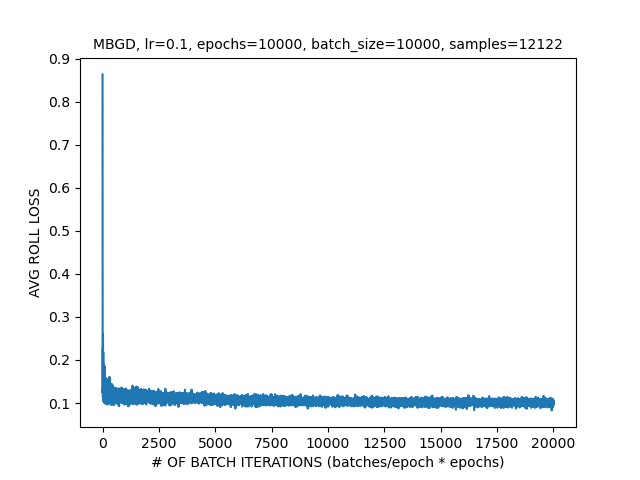 MBGD, lr=0.1, epochs=10000, batch_size=10000, samples=12122
0.9
0.8
0.7
0.6
0.5
0.4
0.3
0.2
0.1
AVG ROLL LOSS
0 2500 5000 7500 10000 12500 15000 17500 20000
# OF BATCH ITERATIONS (batches/epoch * epochs)